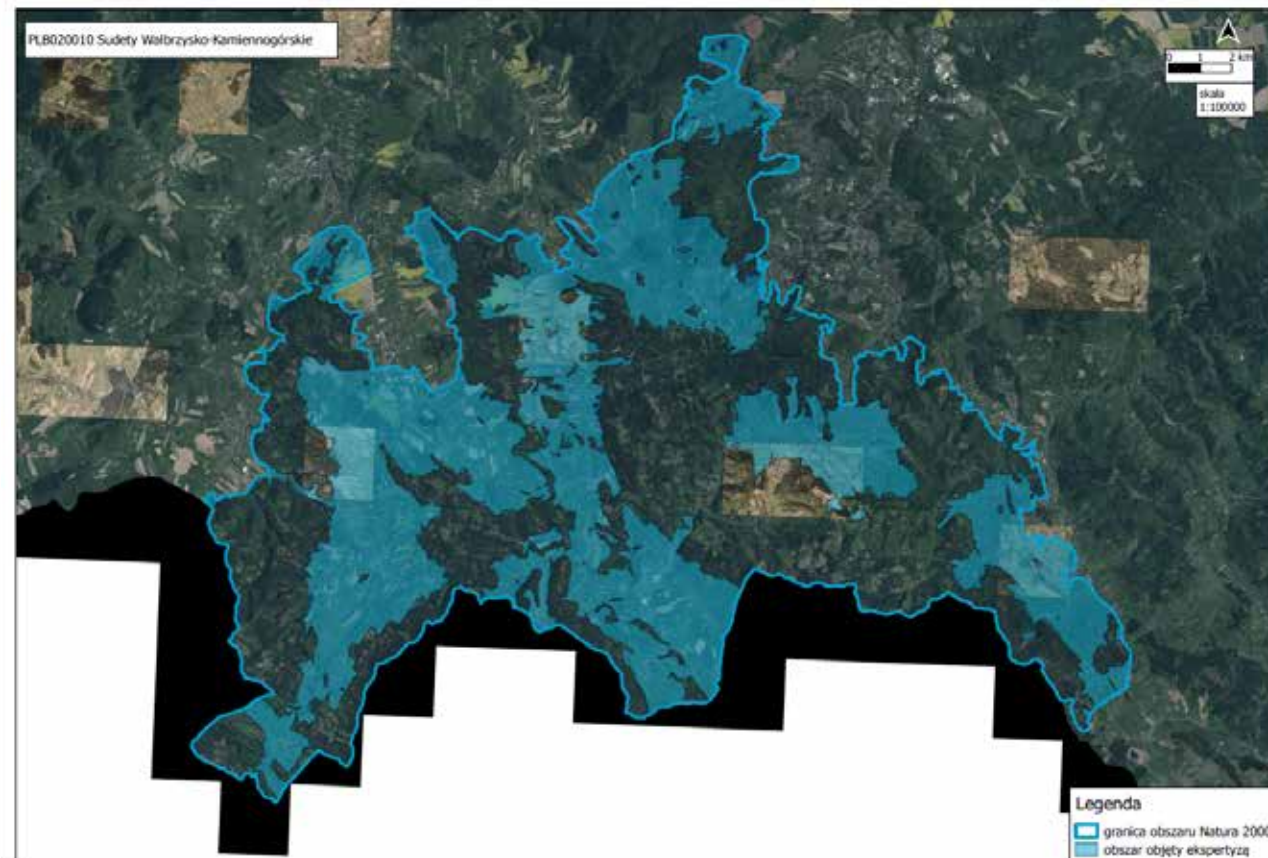 PLB020010 Sudety Wałbrzysko-Kamiennogórskie
0 1 2 km
skala
1:100000
Legenda
granica obszaru Natura 2000
obszar objęty ekspertyzą